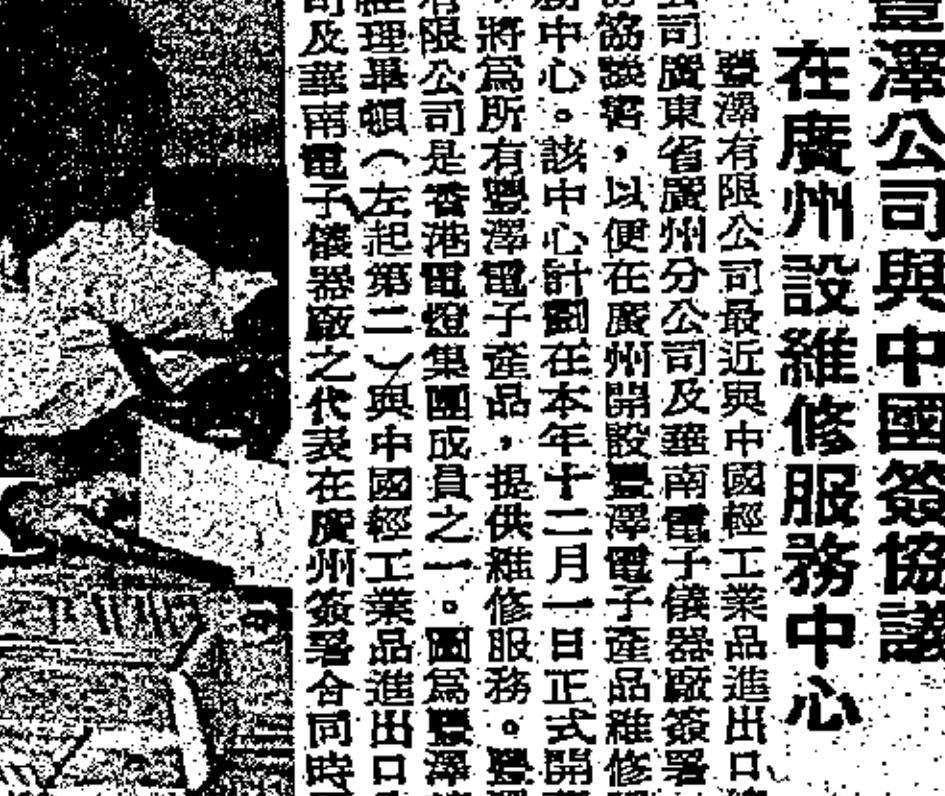 豐澤公司與中國簽協議
在廣州設維修服務中心
豐澤有限公司最近與中國輕工業品進出口
公司廣東省廣州分公司及華南電子儀器廠簽署
協議書，以便在廣州開設豐澤電子產品維修
務中心。該中心計劃在本年十二月一日正式開
，將為所有豐澤電子產品，提供維修服務。豐
有限公司是香港電燈集團成員之一。圖為豐澤
經理畢頓（左起第二）與中國輕工業品進出口
司及華南電子儀器廠之代表在廣州簽署合同時